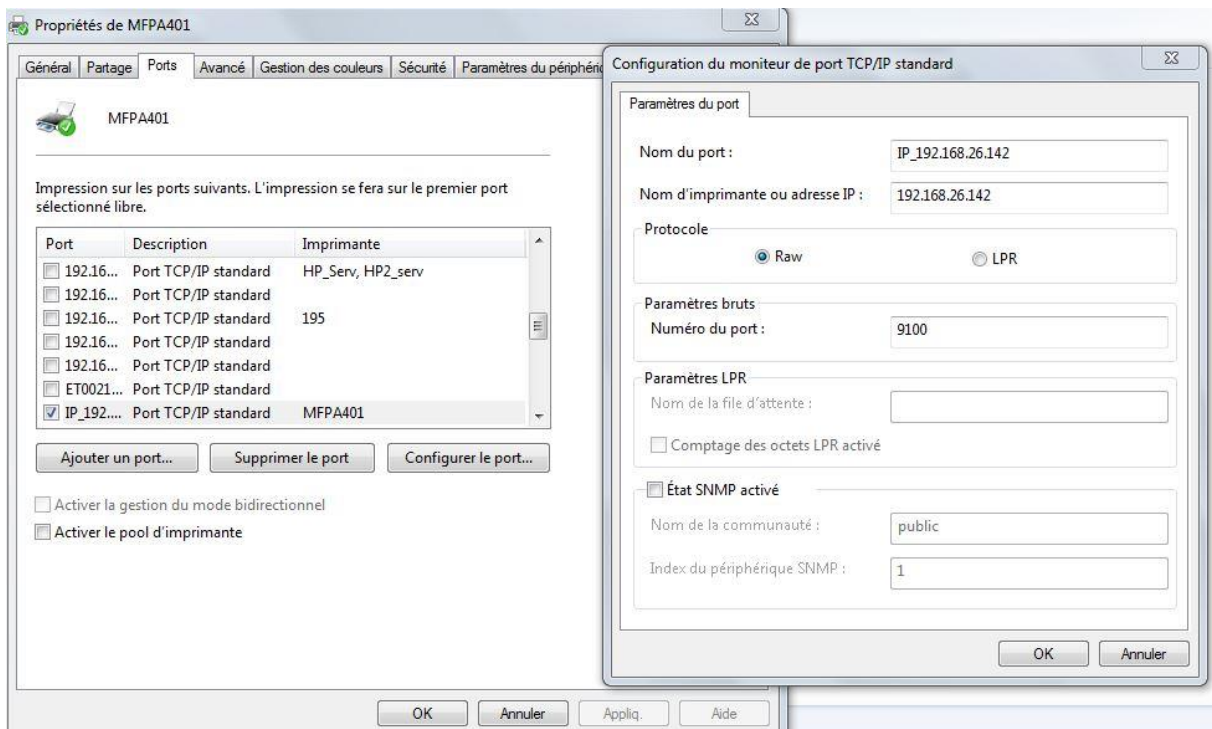 Propriétés de MFPA401
Général Partage Ports Avancé Gestion des couleurs Sécurité Paramètres du périphériq
MFPA401
Impression sur les ports suivants. L'impression se fera sur le premier port
sélectionné libre.
Port Description Imprimante
192.16... Port TCP/IP standard HP_Serv, HP2_serv
192.16... Port TCP/IP standard
192.16... Port TCP/IP standard 195
192.16... Port TCP/IP standard
192.16... Port TCP/IP standard
ET0021... Port TCP/IP standard
IP_192.... Port TCP/IP standard MFPA401
Ajouter un port... Supprimer le port Configurer le port...
Activer la gestion du mode bidirectionnel
Activer le pool d'imprimante
OK Annuler Appliq. Aide
Configuration du moniteur de port TCP/IP standard
Paramètres du port
Nom du port : IP_192.168.26.142
Nom d'imprimante ou adresse IP : 192.168.26.142
Protocole
Raw LPR
Paramètres bruts
Numéro du port : 9100
Paramètres LPR
Nom de la file d'attente :
Comptage des octets LPR activé
État SNMP activé
Nom de la communauté : public
Index du périphérique SNMP : 1
OK Annuler